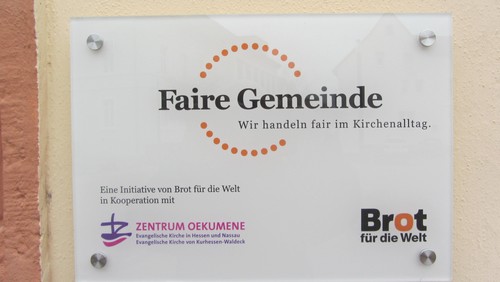 Faire Gemeinde
Wir handeln fair im Kirchenalltag.
Eine Initiative von Brot für die Welt
in Kooperation mit
ZENTRUM OEKUMENE
Evangelische Kirche in Hessen und Nassau
Evangelische Kirche von Kurhessen-Waldeck
Brot
für die Welt